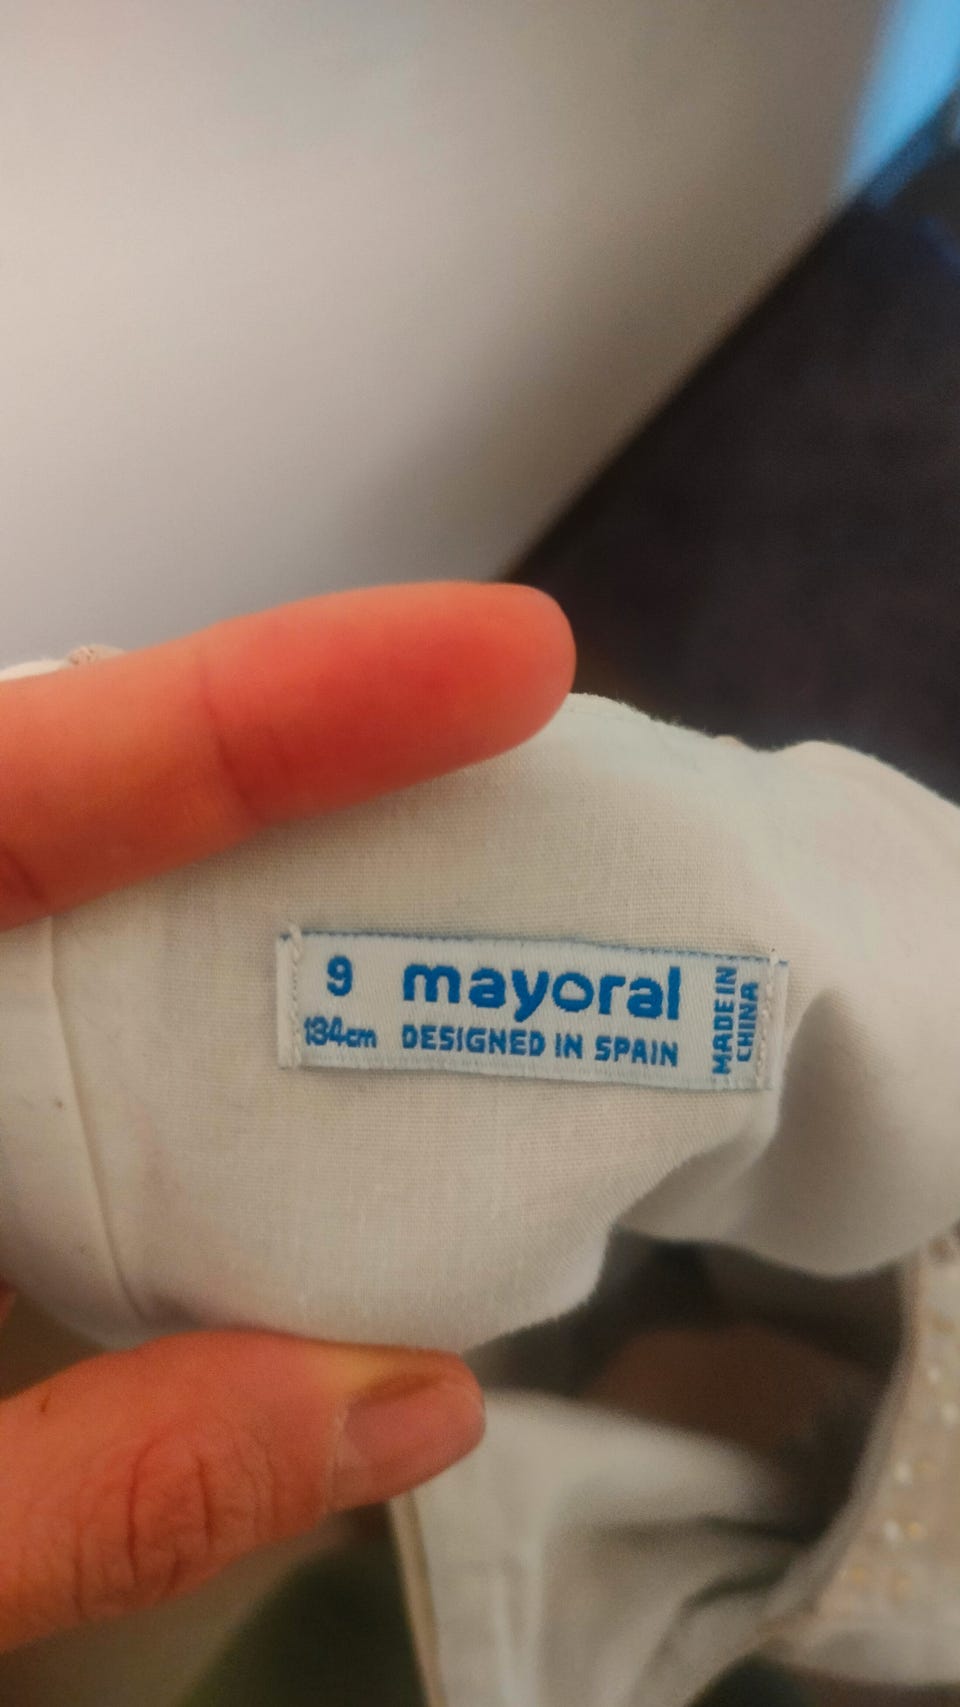 9 mayoral
134cm DESIGNED IN SPAIN
MADE IN
CHINA